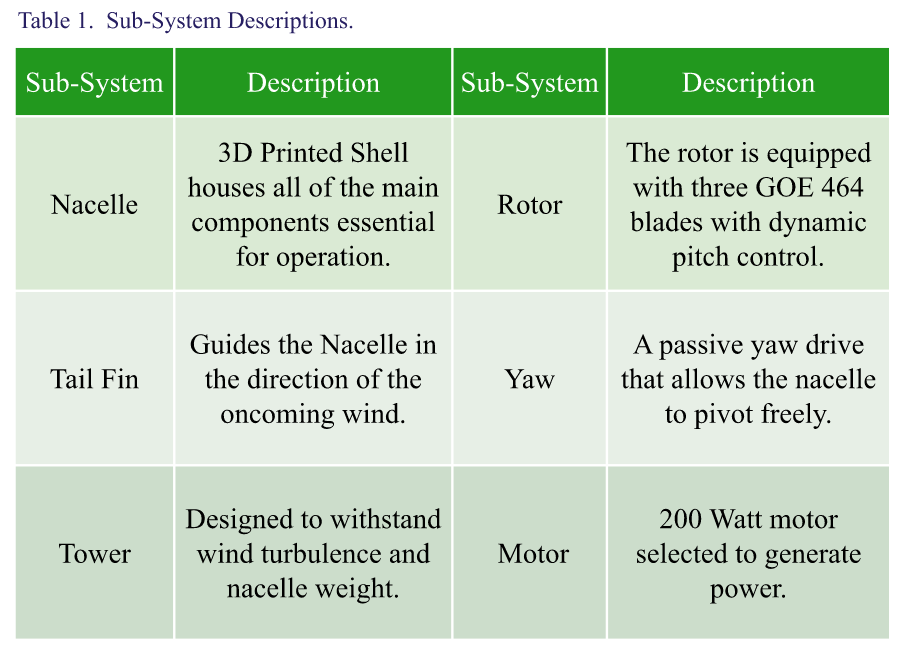 Table 1.  Sub-System Descriptions.
Sub-System
Description
Sub-System
Description
Nacelle
3D Printed Shell
houses all of the main
components essential
for operation.
Rotor
The rotor is equipped
with three GOE 464
blades with dynamic
pitch control.
Tail Fin
Guides the Nacelle in
the direction of the
oncoming wind.
Yaw
A passive yaw drive
that allows the nacelle
to pivot freely.
Tower
Designed to withstand
wind turbulence and
nacelle weight.
Motor
200 Watt motor
selected to generate
power.